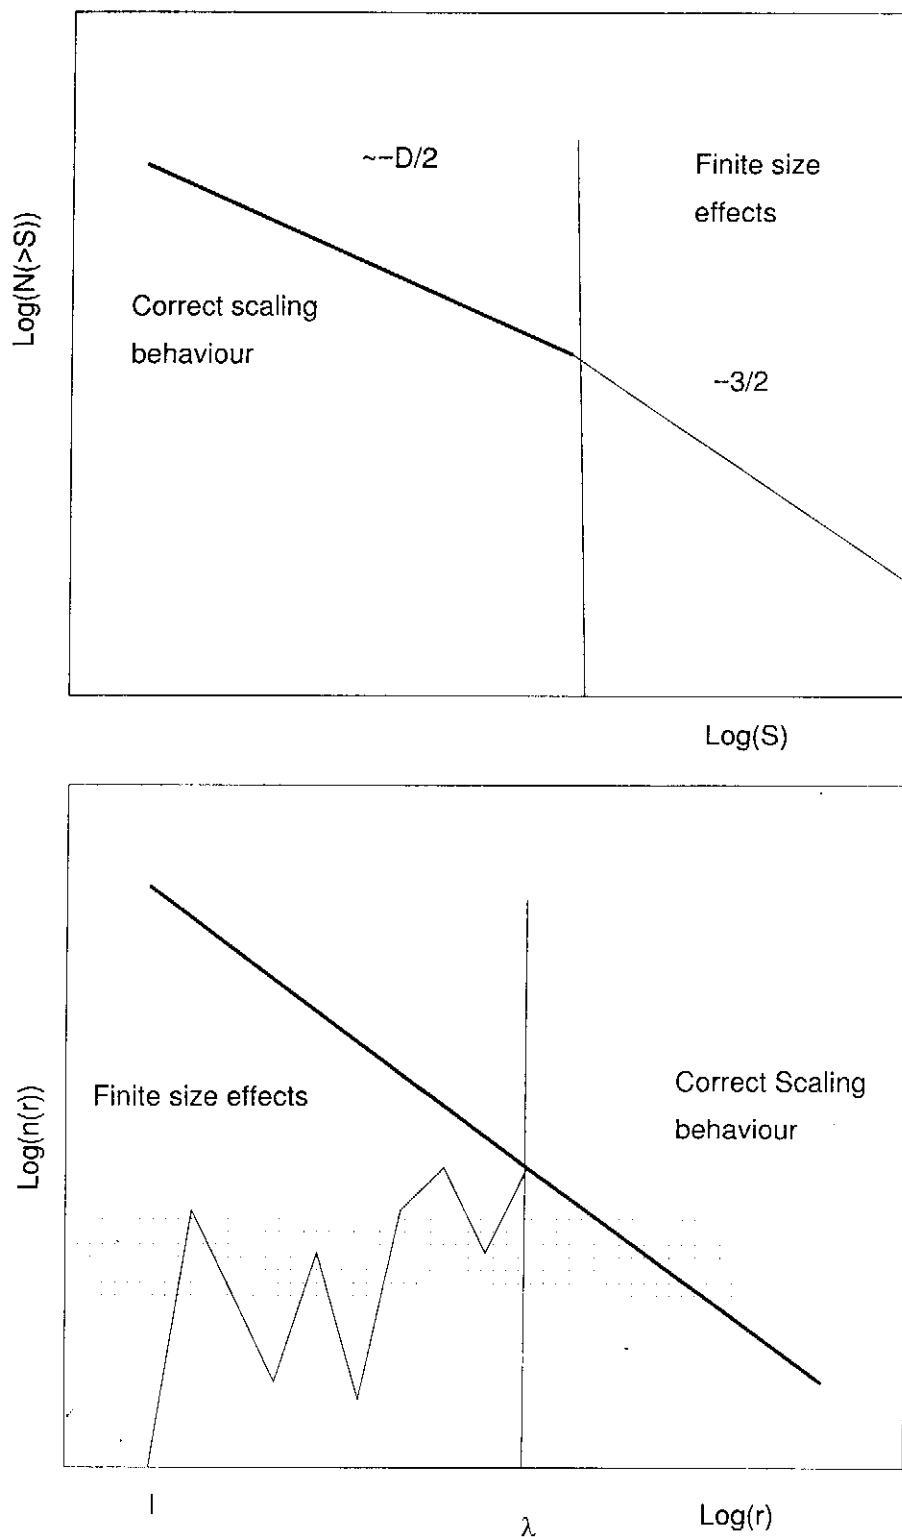 ~-D/2
Finite size
effects
Log(N(>S))
Correct scaling
behaviour
-3/2
Log(S)
Log(n(r))
Finite size effects
Correct Scaling
behaviour
l
λ
Log(r)